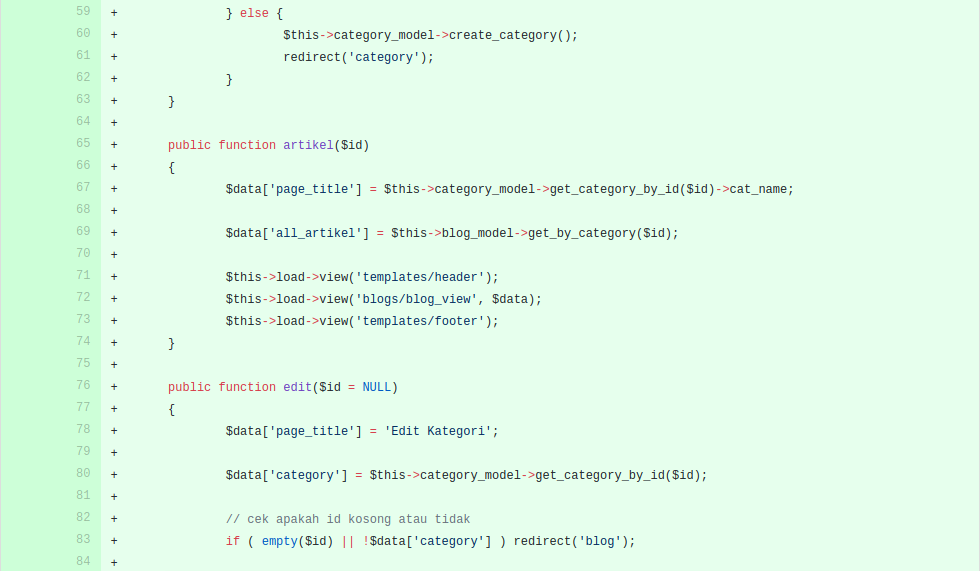 59 + } else {
60 + $this->category_model->create_category();
61 + redirect('category');
62 + }
63 + }
64 +
65 + public function artikel($id)
66 + {
67 + $data['page_title'] = $this->category_model->get_category_by_id($id)->cat_name;
68 +
69 + $data['all_artikel'] = $this->blog_model->get_by_category($id);
70 +
71 + $this->load->view('templates/header');
72 + $this->load->view('blogs/blog_view', $data);
73 + $this->load->view('templates/footer');
74 + }
75 +
76 + public function edit($id = NULL)
77 + {
78 + $data['page_title'] = 'Edit Kategori';
79 +
80 + $data['category'] = $this->category_model->get_category_by_id($id);
81 +
82 + // cek apakah id kosong atau tidak
83 + if ( empty($id) || !$data['category'] ) redirect('blog');
84 +